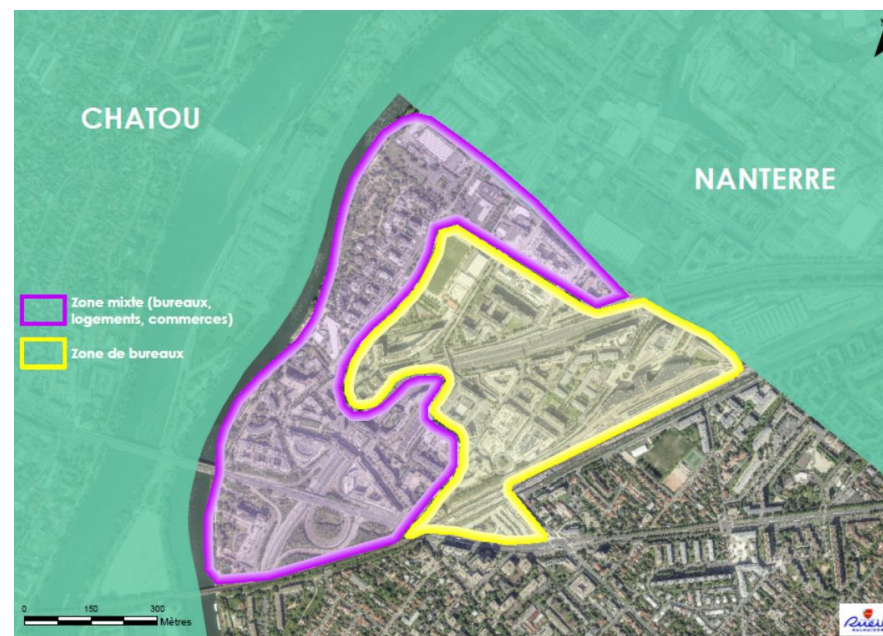 CHATOU
NANTERRE
Zone mixte (bureaux,
logements, commerces)
Zone de bureaux
0 150 300
Mètres